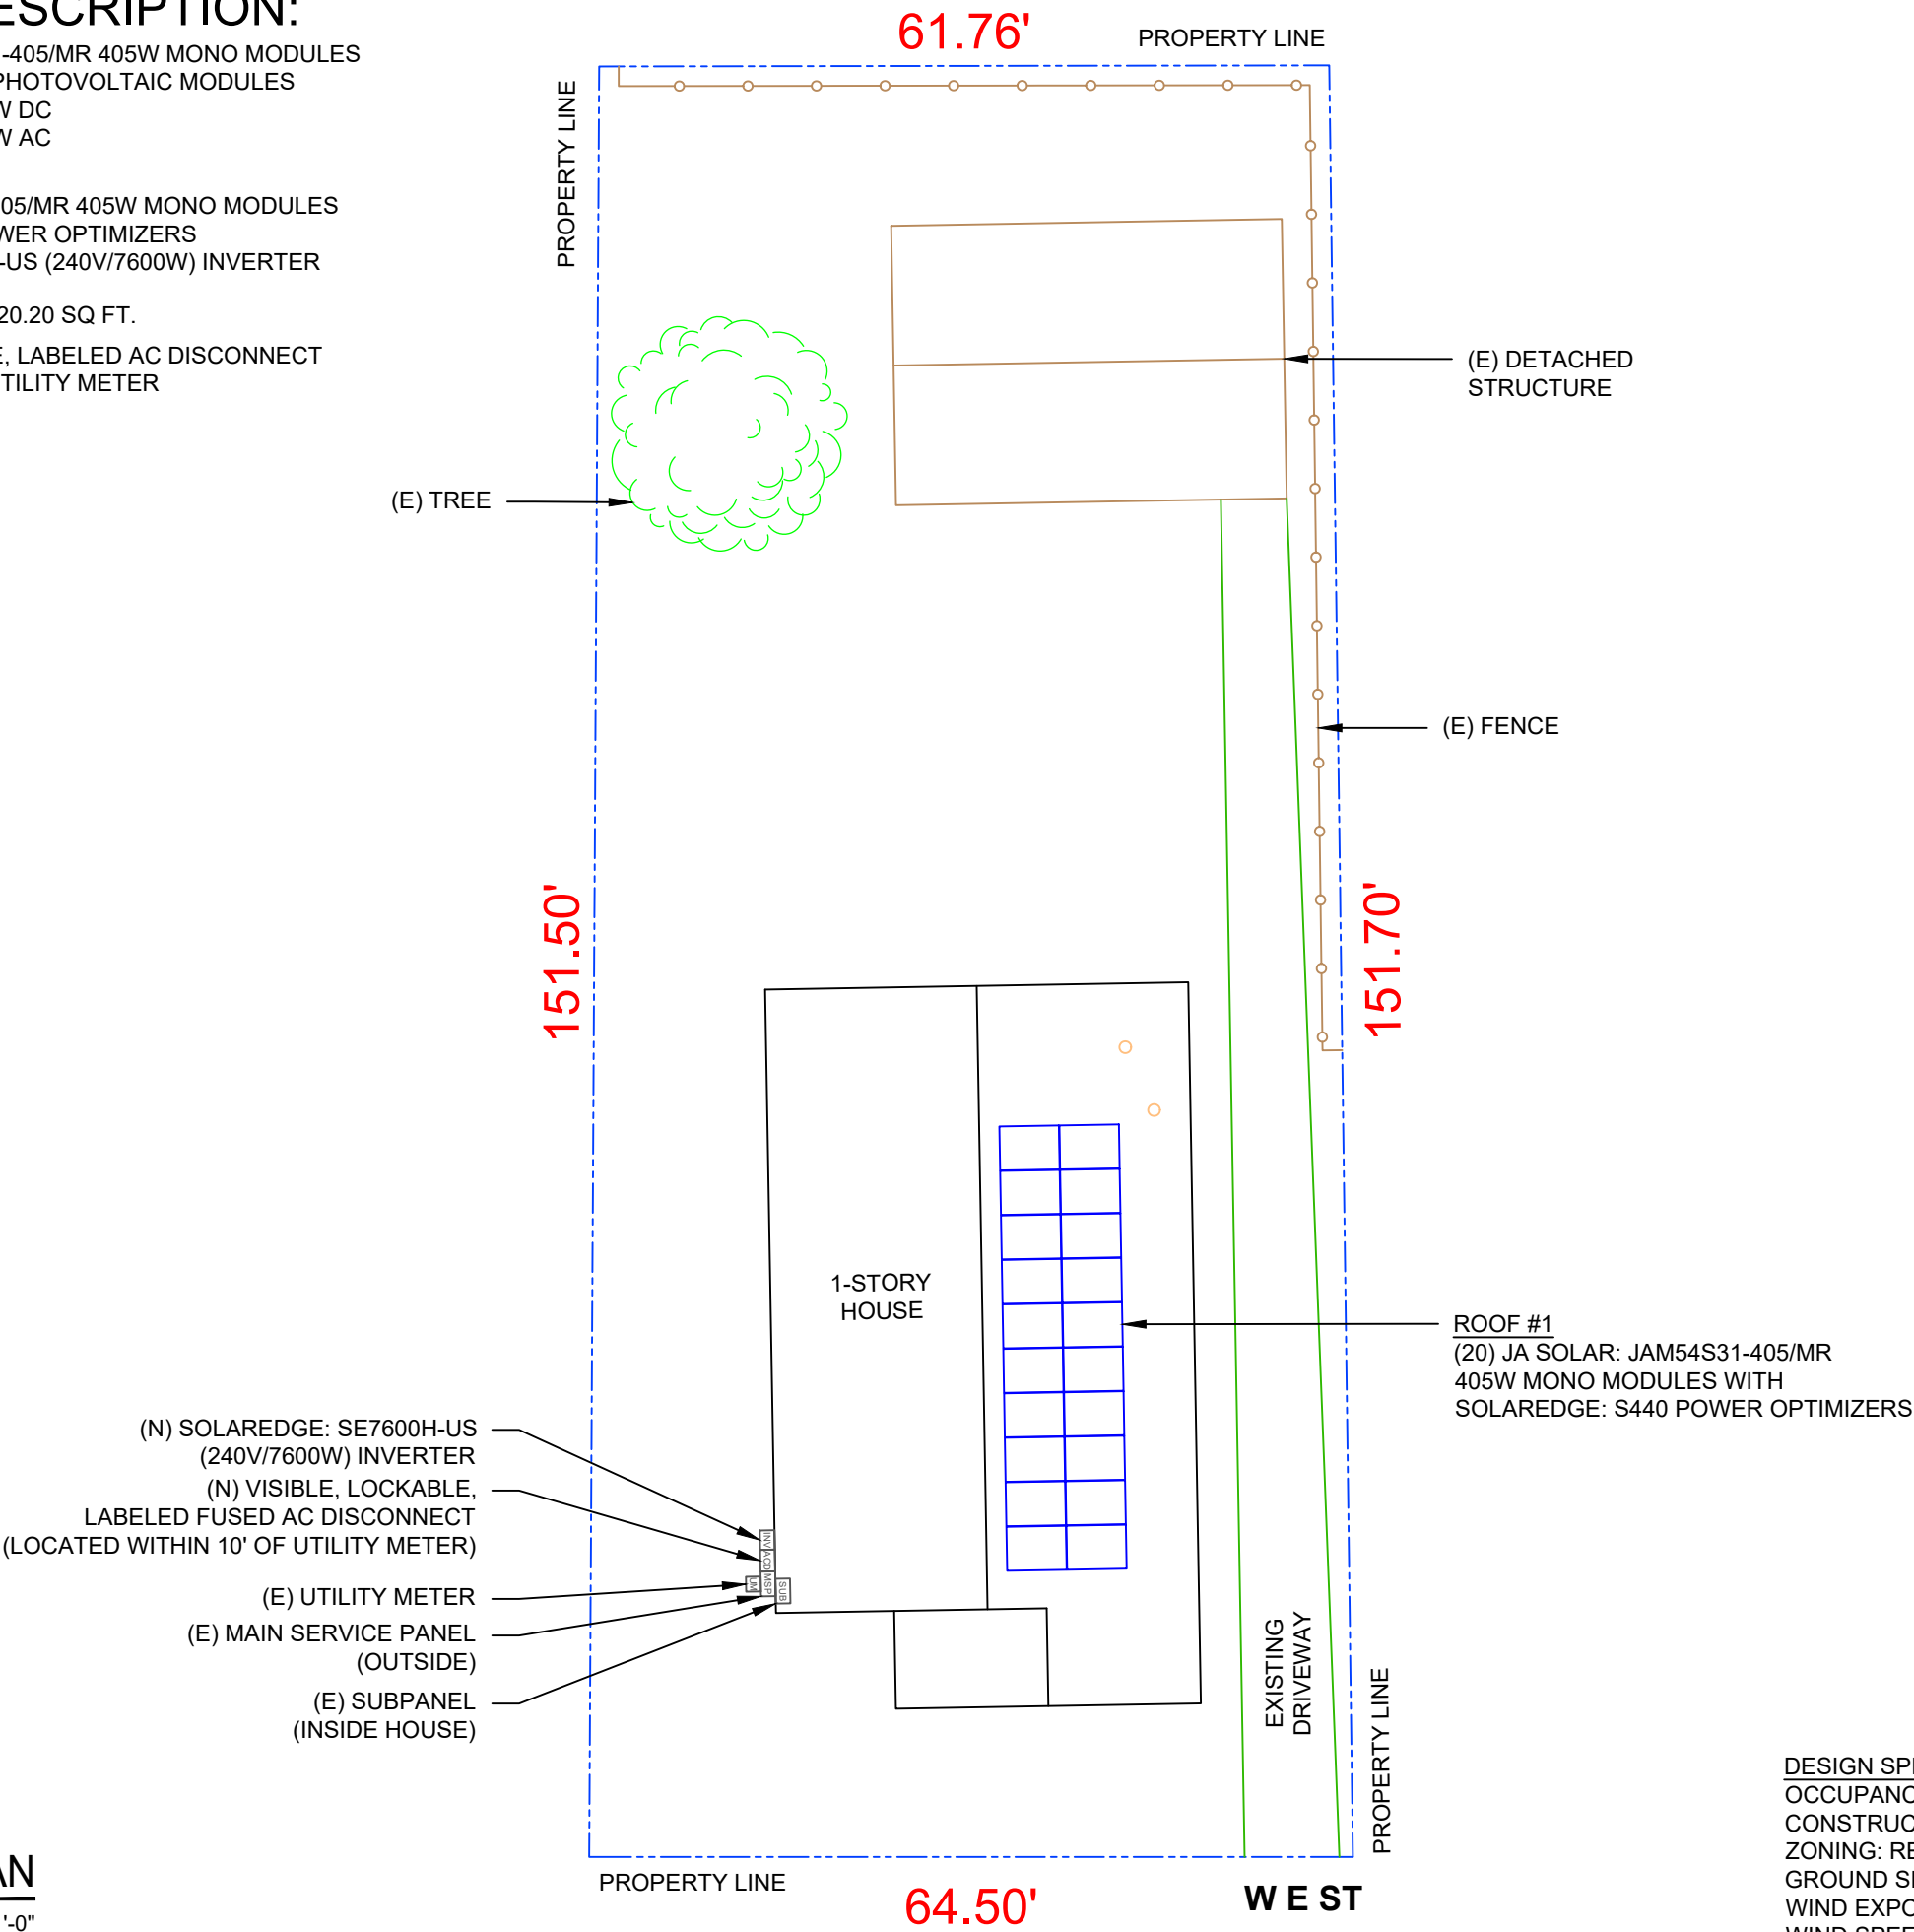 ESCRIPTION:
-405/MR 405W MONO MODULES
PHOTOVOLTAIC MODULES
W DC
W AC
05/MR 405W MONO MODULES
WER OPTIMIZERS
-US (240V/7600W) INVERTER
20.20 SQ FT.
E, LABELED AC DISCONNECT
TILITY METER
61.76'
PROPERTY LINE
PROPERTY LINE
(E) DETACHED
STRUCTURE
(E) TREE
(E) FENCE
151.50'
151.70'
1-STORY
HOUSE
ROOF #1
(20) JA SOLAR: JAM54S31-405/MR
405W MONO MODULES WITH
SOLAREDGE: S440 POWER OPTIMIZERS
(N) SOLAREDGE: SE7600H-US
(240V/7600W) INVERTER
(N) VISIBLE, LOCKABLE,
LABELED FUSED AC DISCONNECT
(LOCATED WITHIN 10' OF UTILITY METER)
(E) UTILITY METER
(E) MAIN SERVICE PANEL
(OUTSIDE)
(E) SUBPANEL
(INSIDE HOUSE)
INV
ACD
MSP
UM
SUB
EXISTING
DRIVEWAY
PROPERTY LINE
PROPERTY LINE
64.50'
W E ST
AN
'-0"
DESIGN SPE
OCCUPANC
CONSTRUC
ZONING: RE
GROUND SN
WIND EXPO
WIND SPEE